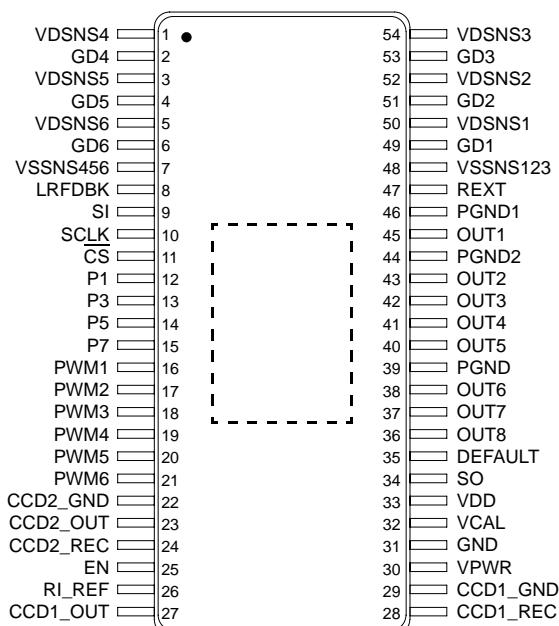 VDSNS4 1 54 VDSNS3
GD4 2 53 GD3
VDSNS5 3 52 VDSNS2
GD5 4 51 GD2
VDSNS6 5 50 VDSNS1
GD6 6 49 GD1
VSSNS456 7 48 VSSNS123
LRFDBK 8 47 REXT
SI 9 46 PGND1
SCLK 10 45 OUT1
CS 11 44 PGND2
P1 12 43 OUT2
P3 13 42 OUT3
P5 14 41 OUT4
P7 15 40 OUT5
PWM1 16 39 PGND
PWM2 17 38 OUT6
PWM3 18 37 OUT7
PWM4 19 36 OUT8
PWM5 20 35 DEFAULT
PWM6 21 34 SO
CCD2_GND 22 33 VDD
CCD2_OUT 23 32 VCAL
CCD2_REC 24 31 GND
EN 25 30 VPWR
RI_REF 26 29 CCD1_GND
CCD1_OUT 27 28 CCD1_REC